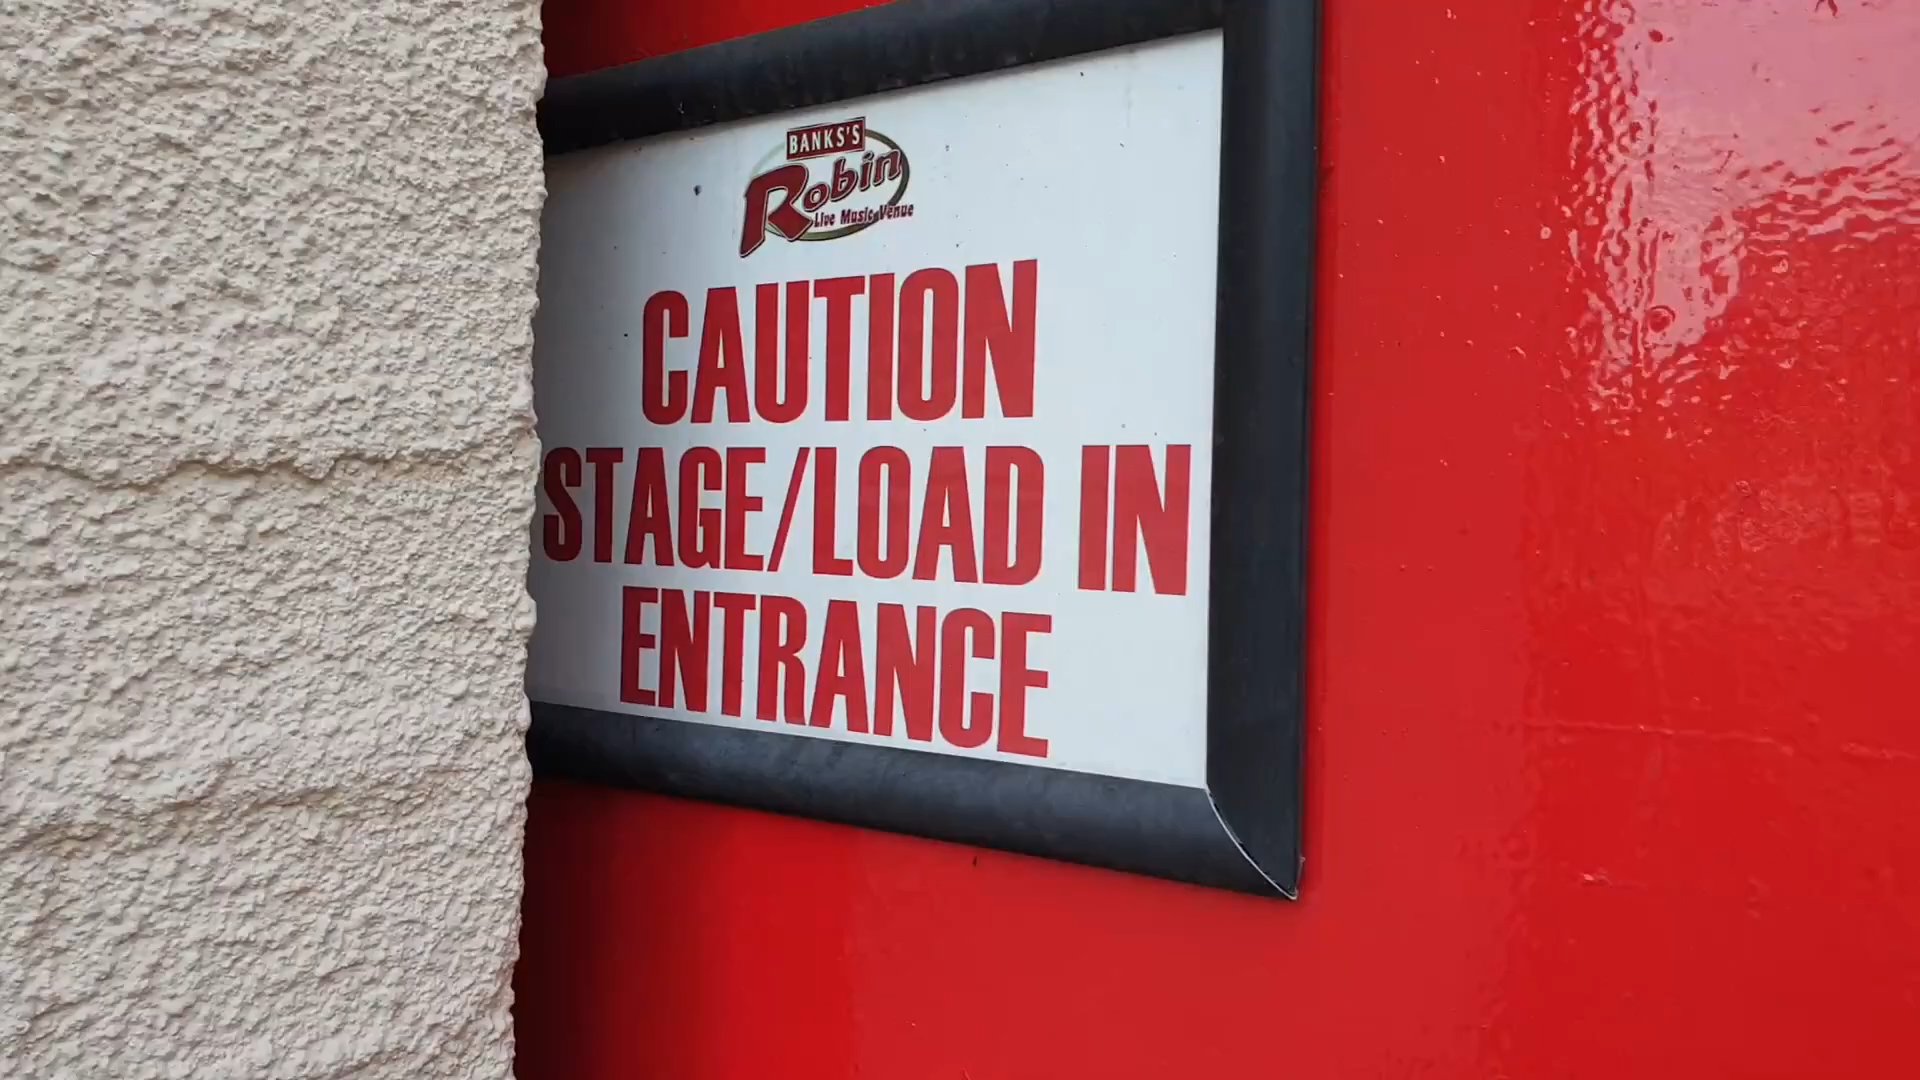 BANKS'S
Robin
Live Music Venue
CAUTION
STAGE/LOAD IN
ENTRANCE